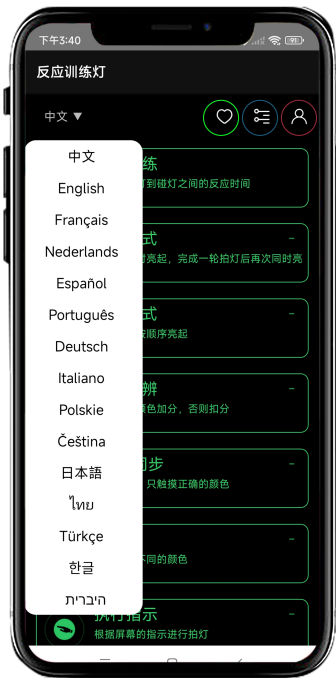 下午3:40
反应训练灯
中文 ▼
中文
English
Français
Nederlands
Español
Português
Deutsch
Italiano
Polskie
Čeština
日本語
ไทย
Türkçe
한글
היברית
练
灯到碰灯之间的反应时间
式
亮起，完成一轮拍灯后再次同时亮
式
按顺序亮起
辨
颜色加分，否则扣分
同步
只触摸正确的颜色
不同的颜色
执行指示
根据屏幕的指示进行拍灯